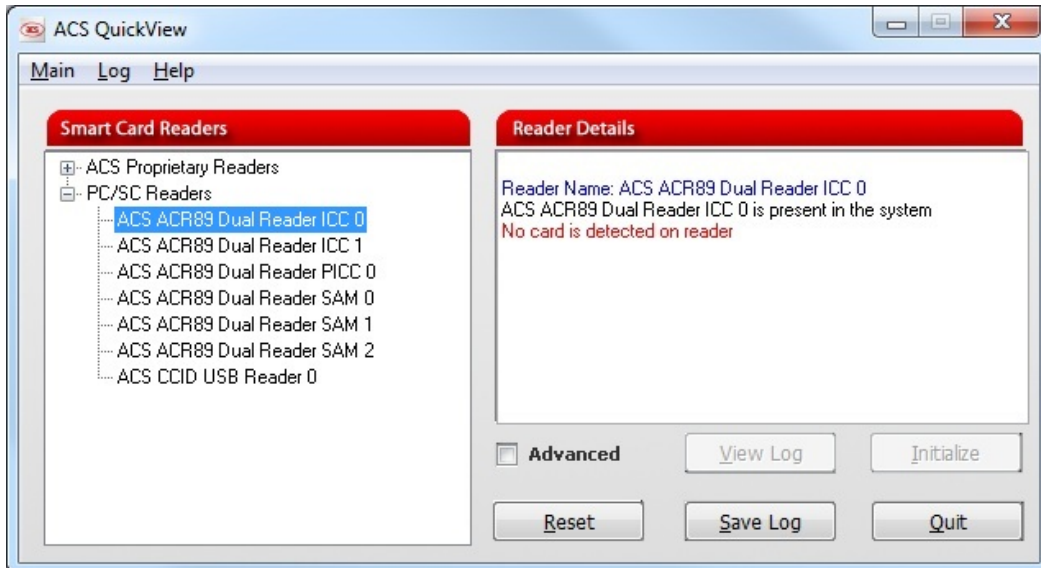 ACS QuickView
Main Log Help
Smart Card Readers
ACS Proprietary Readers
PC/SC Readers
ACS ACR89 Dual Reader ICC 0
ACS ACR89 Dual Reader ICC 1
ACS ACR89 Dual Reader PICC 0
ACS ACR89 Dual Reader SAM 0
ACS ACR89 Dual Reader SAM 1
ACS ACR89 Dual Reader SAM 2
ACS CCID USB Reader 0
Reader Details
Reader Name: ACS ACR89 Dual Reader ICC 0
ACS ACR89 Dual Reader ICC 0 is present in the system
No card is detected on reader
Advanced
View Log
Initialize
Reset
Save Log
Quit